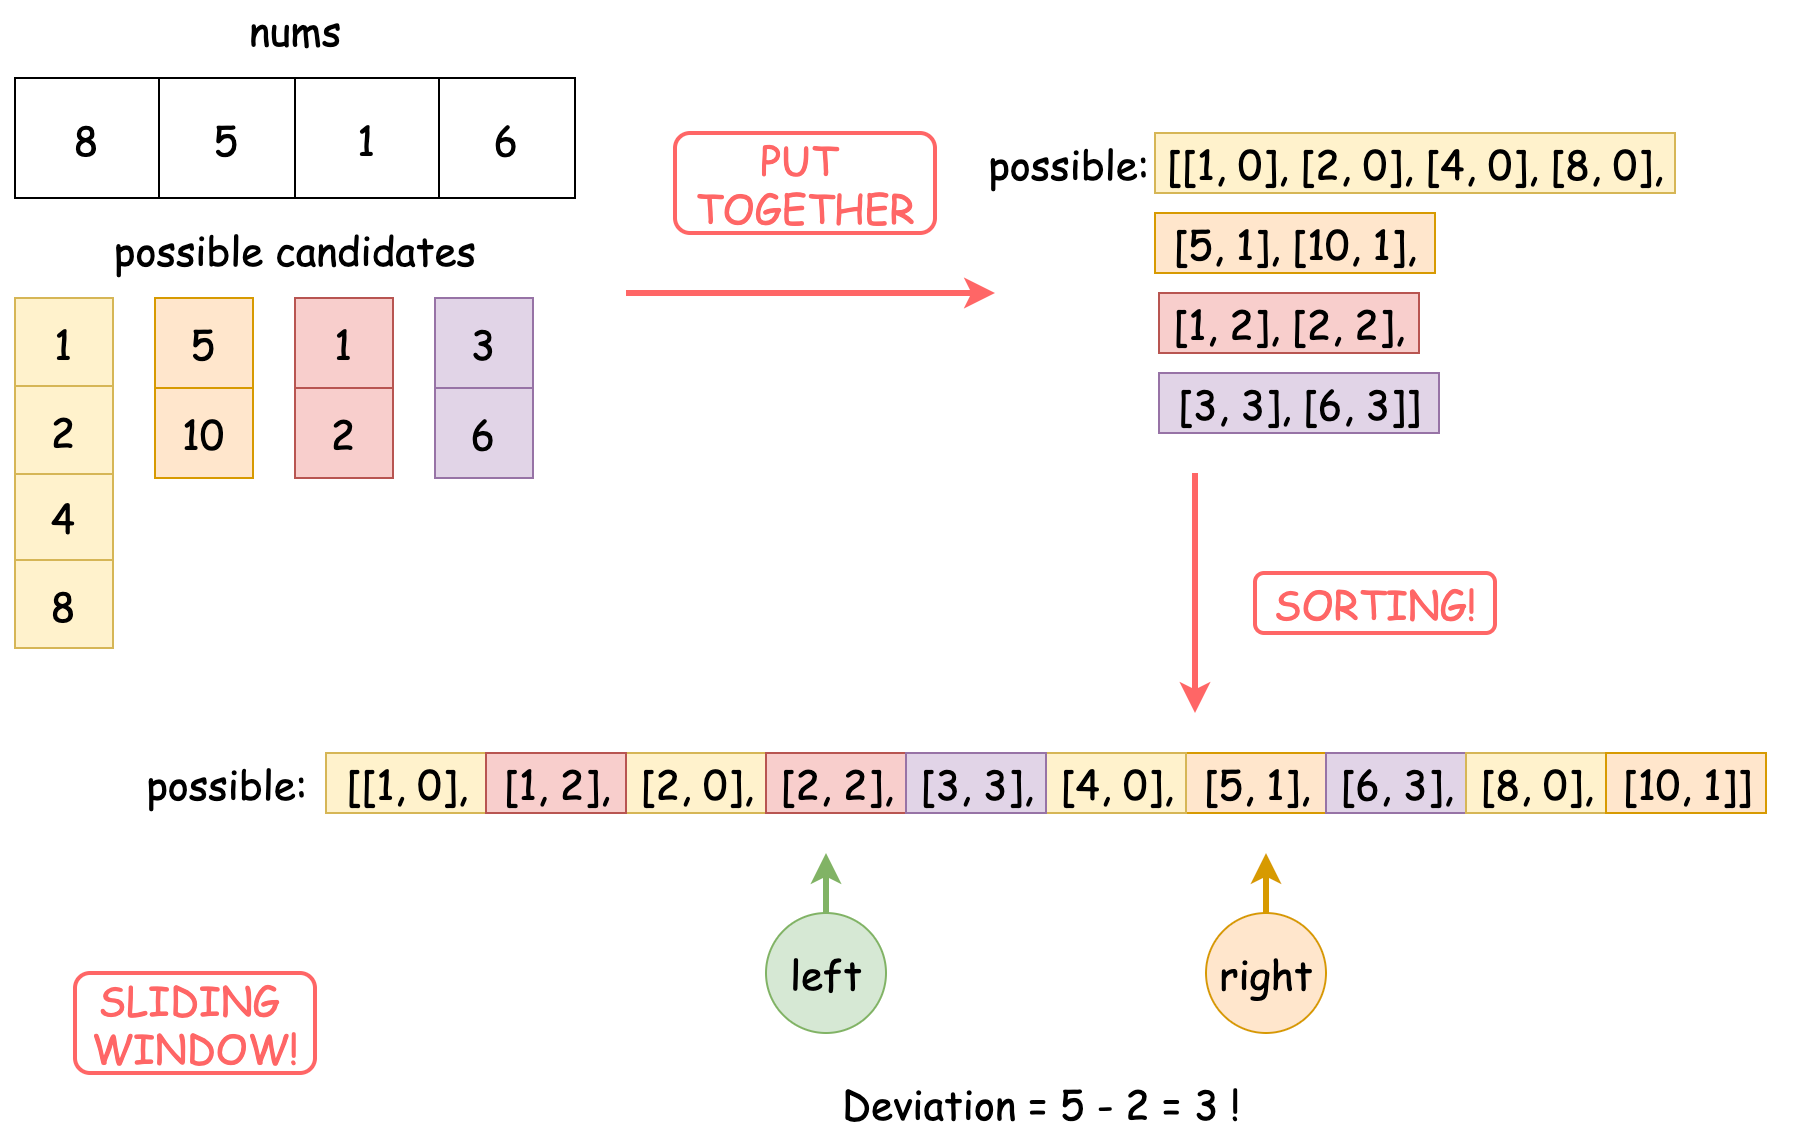 nums
8 5 1 6
possible candidates
1 5 1 3
2 10 2 6
4
8
PUT
TOGETHER
possible: [[1, 0], [2, 0], [4, 0], [8, 0],
[5, 1], [10, 1],
[1, 2], [2, 2],
[3, 3], [6, 3]]
SORTING!
possible: [[1, 0], [1, 2], [2, 0], [2, 2], [3, 3], [4, 0], [5, 1], [6, 3], [8, 0], [10, 1]]
left
right
SLIDING
WINDOW!
Deviation = 5 - 2 = 3 !